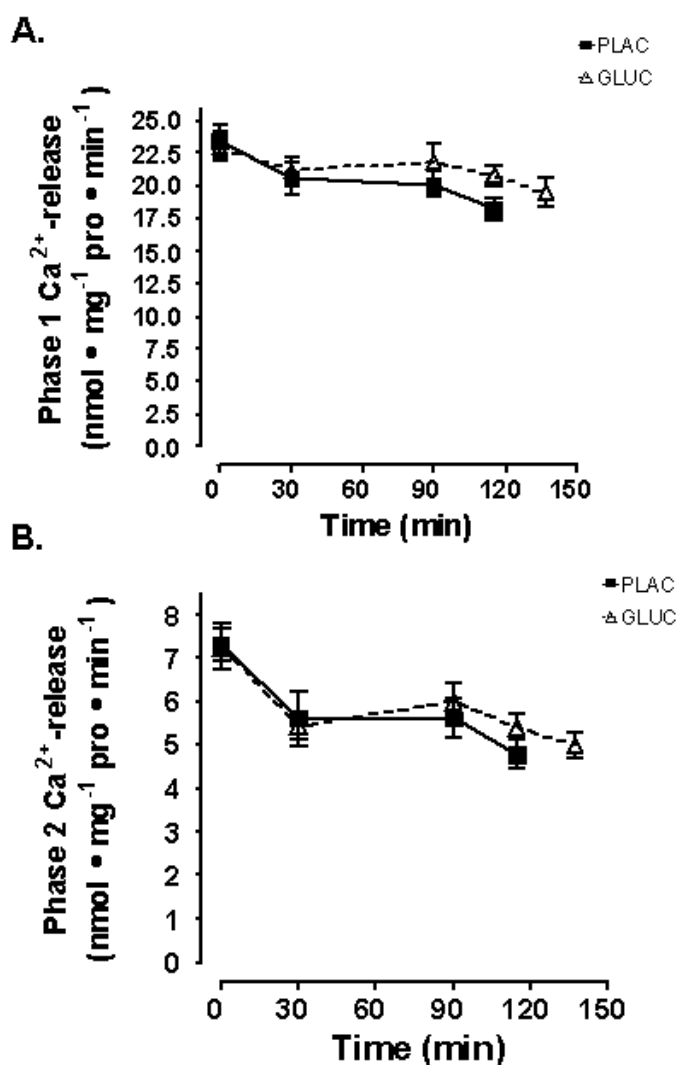 A.
PLAC
GLUC
Phase 1 Ca²⁺-release
(nmol • mg⁻¹ pro • min⁻¹)
25.0
22.5
20.0
17.5
15.0
12.5
10.0
7.5
5.0
2.5
0.0
0 30 60 90 120 150
Time (min)
B.
PLAC
GLUC
Phase 2 Ca²⁺-release
(nmol • mg⁻¹ pro • min⁻¹)
8
7
6
5
4
3
2
1
0
0 30 60 90 120 150
Time (min)